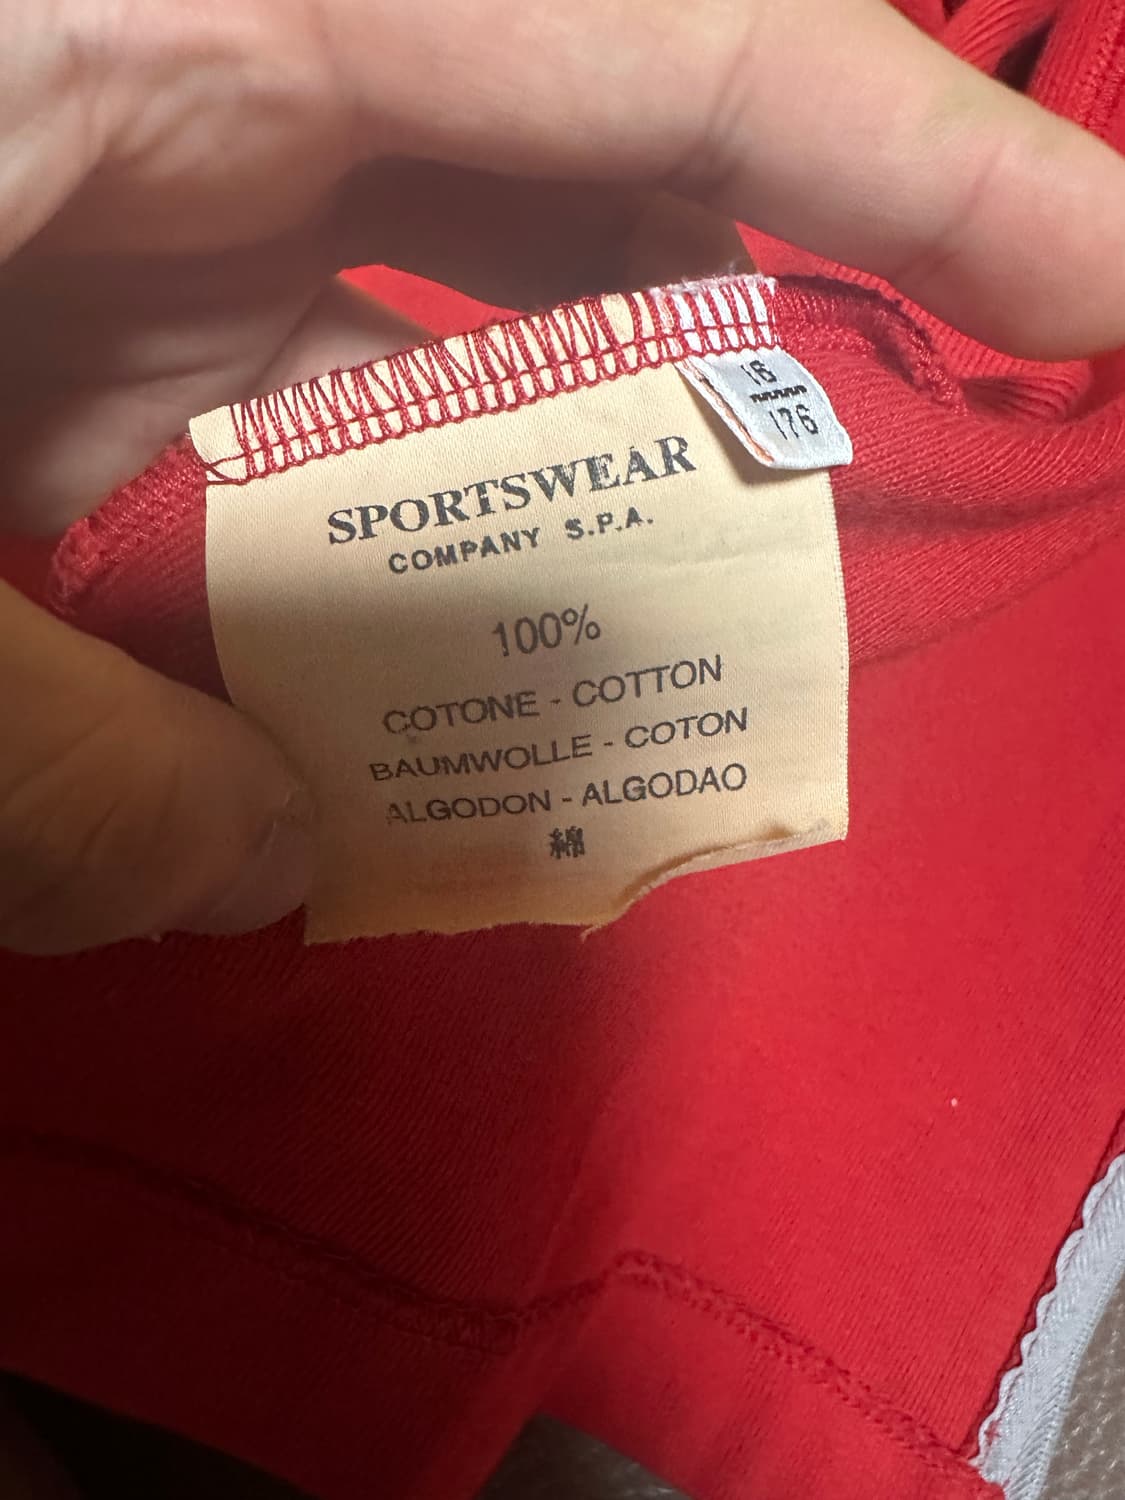 16
176
SPORTSWEAR
COMPANY S.P.A.
100%
COTONE - COTTON
BAUMWOLLE - COTON
ALGODON - ALGODAO
綿